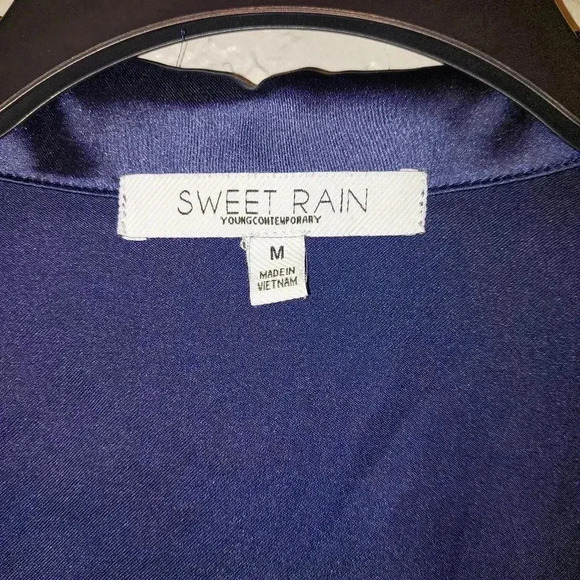 SWEET RAIN
YOUNGCONTEMPORARY
M
MADE IN
VIETNAM